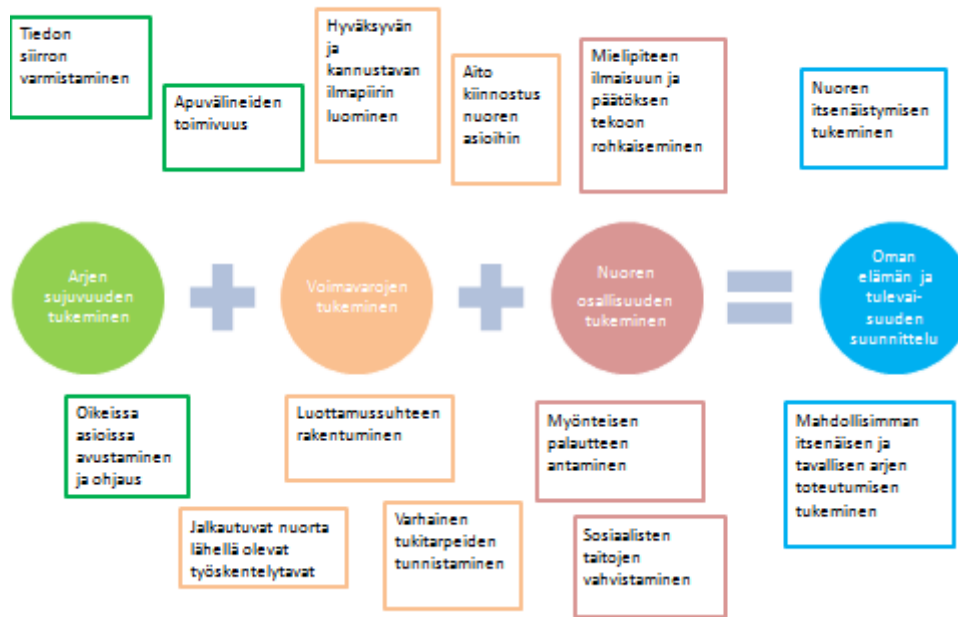 Tiedon
siirron
varmistaminen
Apuvälineiden
toimivuus
Hyväksyvän
ja
kannustavan
ilmapiirin
luominen
Aito
kiinnostus
nuoren
asioihin
Mielipiteen
ilmaisuun ja
päätöksen
tekoon
rohkaiseminen
Nuoren
itsenäistymisen
tukeminen
Arjen
sujuvuuden
tukeminen
Voimavarojen
tukeminen
Nuoren
osallisuuden
tukeminen
Oman
elämän ja
tulevai-
suuden
suunnittelu
Oikeissa
asioissa
avustaminen
ja ohjaus
Jalkautuvat nuorta
lähellä olevat
työskentelytavat
Luottamussuhteen
rakentuminen
Varhainen
tukitarpeiden
tunnistaminen
Myönteisen
palautteen
antaminen
Sosiaalisten
taitojen
vahvistaminen
Mahdollisimman
itsenäisen ja
tavallisen arjen
toteutumisen
tukeminen